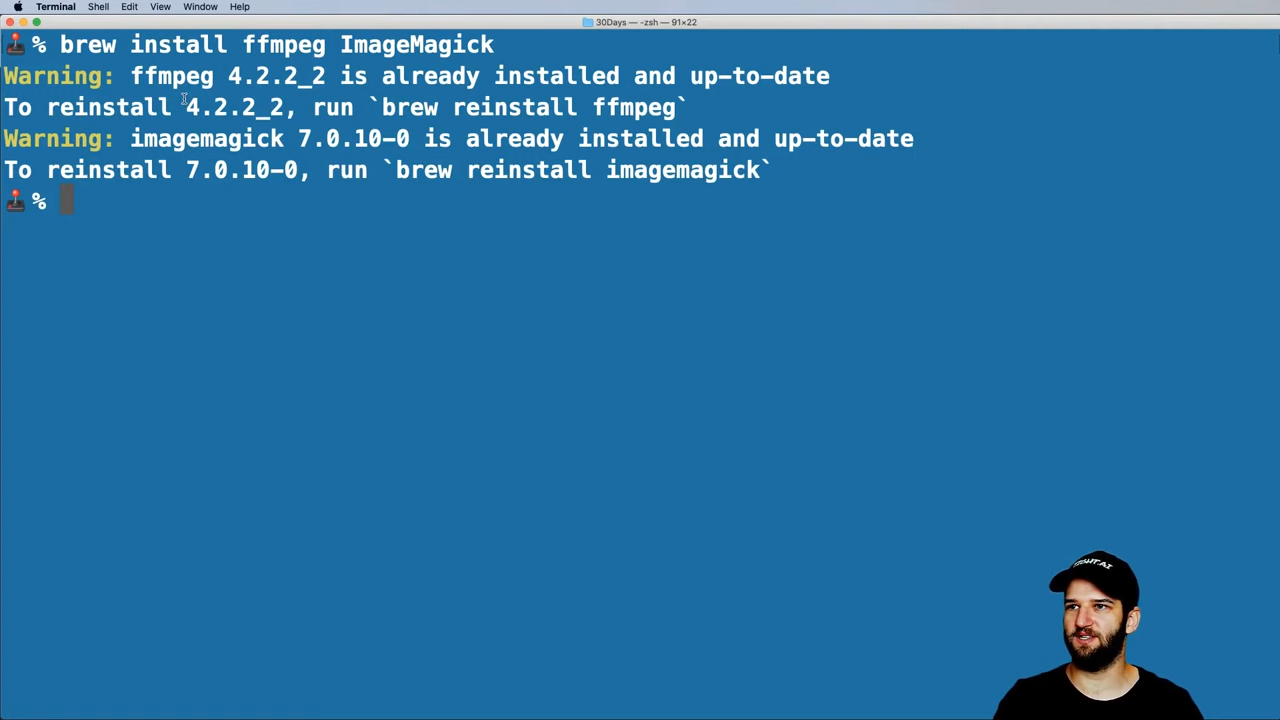 Terminal Shell Edit View Window Help
30Days — -zsh — 91×22
% brew install ffmpeg ImageMagick
Warning: ffmpeg 4.2.2_2 is already installed and up-to-date
To reinstall 4.2.2_2, run `brew reinstall ffmpeg`
Warning: imagemagick 7.0.10-0 is already installed and up-to-date
To reinstall 7.0.10-0, run `brew reinstall imagemagick`
%